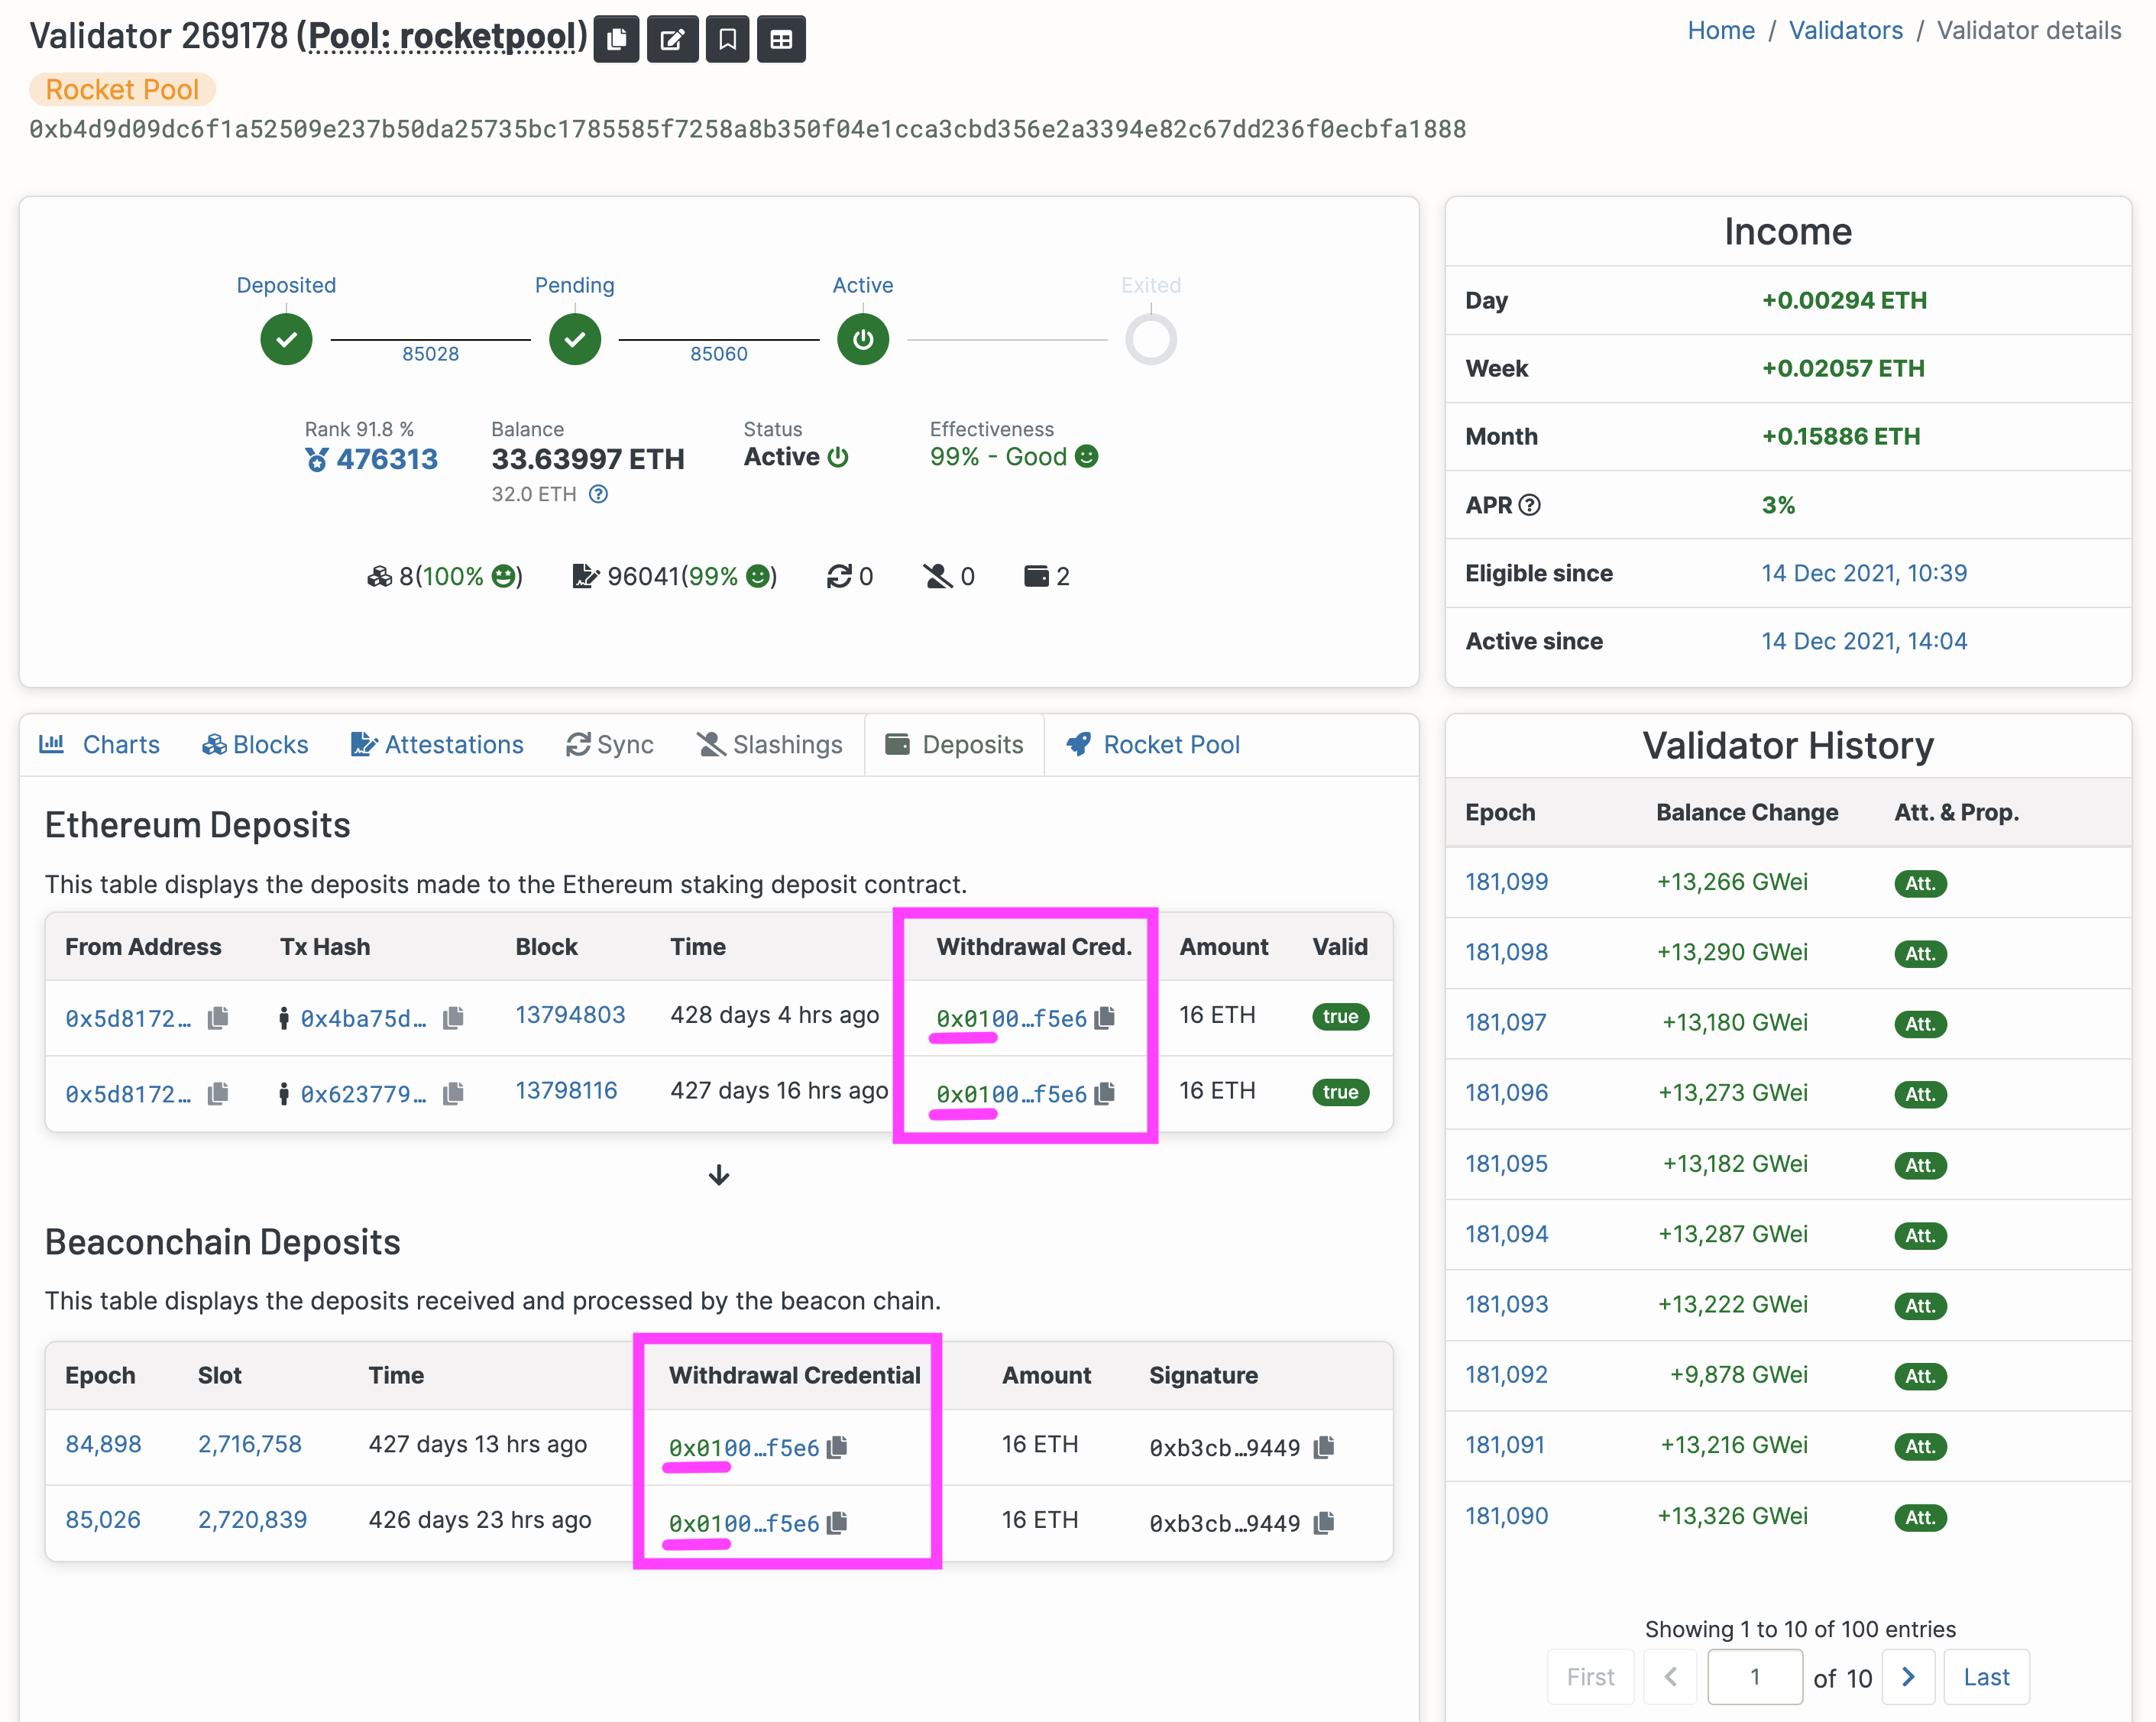 Validator 269178 (Pool: rocketpool)
Home / Validators / Validator details
Rocket Pool
0xb4d9d09dc6f1a52509e237b50da25735bc1785585f7258a8b350f04e1cca3cbd356e2a3394e82c67dd236f0ecbfa1888
Deposited Pending Active Exited
85028 85060
Rank 91.8 % Balance Status Effectiveness
476313 33.63997 ETH Active 99% - Good
32.0 ETH
8(100% ) 96041(99% ) 0 0 2
Income
Day +0.00294 ETH
Week +0.02057 ETH
Month +0.15886 ETH
APR 3%
Eligible since 14 Dec 2021, 10:39
Active since 14 Dec 2021, 14:04
Charts Blocks Attestations Sync Slashings Deposits Rocket Pool
Ethereum Deposits
This table displays the deposits made to the Ethereum staking deposit contract.
From Address Tx Hash Block Time Withdrawal Cred. Amount Valid
0x5d8172… 0x4ba75d… 13794803 428 days 4 hrs ago 0x0100…f5e6 16 ETH true
0x5d8172… 0x623779… 13798116 427 days 16 hrs ago 0x0100…f5e6 16 ETH true
Beaconchain Deposits
This table displays the deposits received and processed by the beacon chain.
Epoch Slot Time Withdrawal Credential Amount Signature
84,898 2,716,758 427 days 13 hrs ago 0x0100…f5e6 16 ETH 0xb3cb…9449
85,026 2,720,839 426 days 23 hrs ago 0x0100…f5e6 16 ETH 0xb3cb…9449
Validator History
Epoch Balance Change Att. & Prop.
181,099 +13,266 GWei Att.
181,098 +13,290 GWei Att.
181,097 +13,180 GWei Att.
181,096 +13,273 GWei Att.
181,095 +13,182 GWei Att.
181,094 +13,287 GWei Att.
181,093 +13,222 GWei Att.
181,092 +9,878 GWei Att.
181,091 +13,216 GWei Att.
181,090 +13,326 GWei Att.
Showing 1 to 10 of 100 entries
First 1 of 10 Last